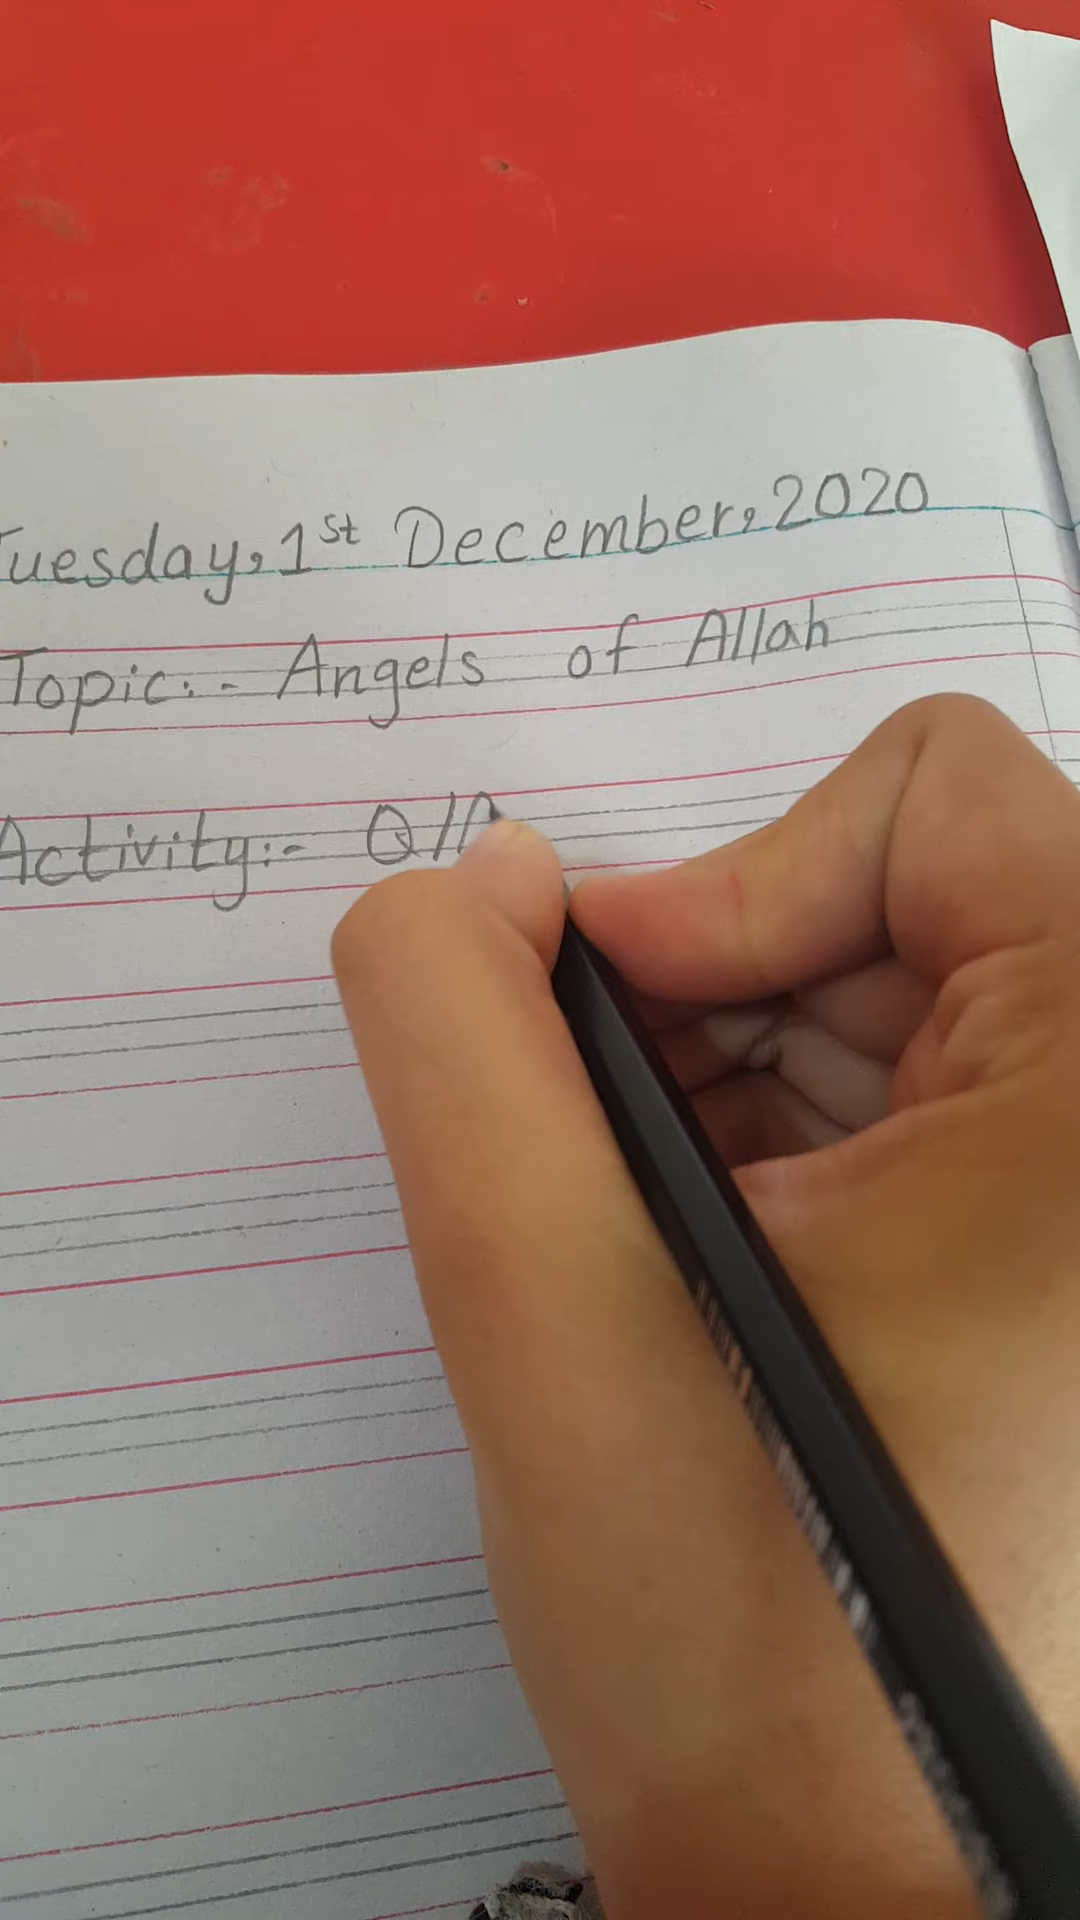 Tuesday, 1st December, 2020
Topic:- Angels of Allah
Activity:- Q/A